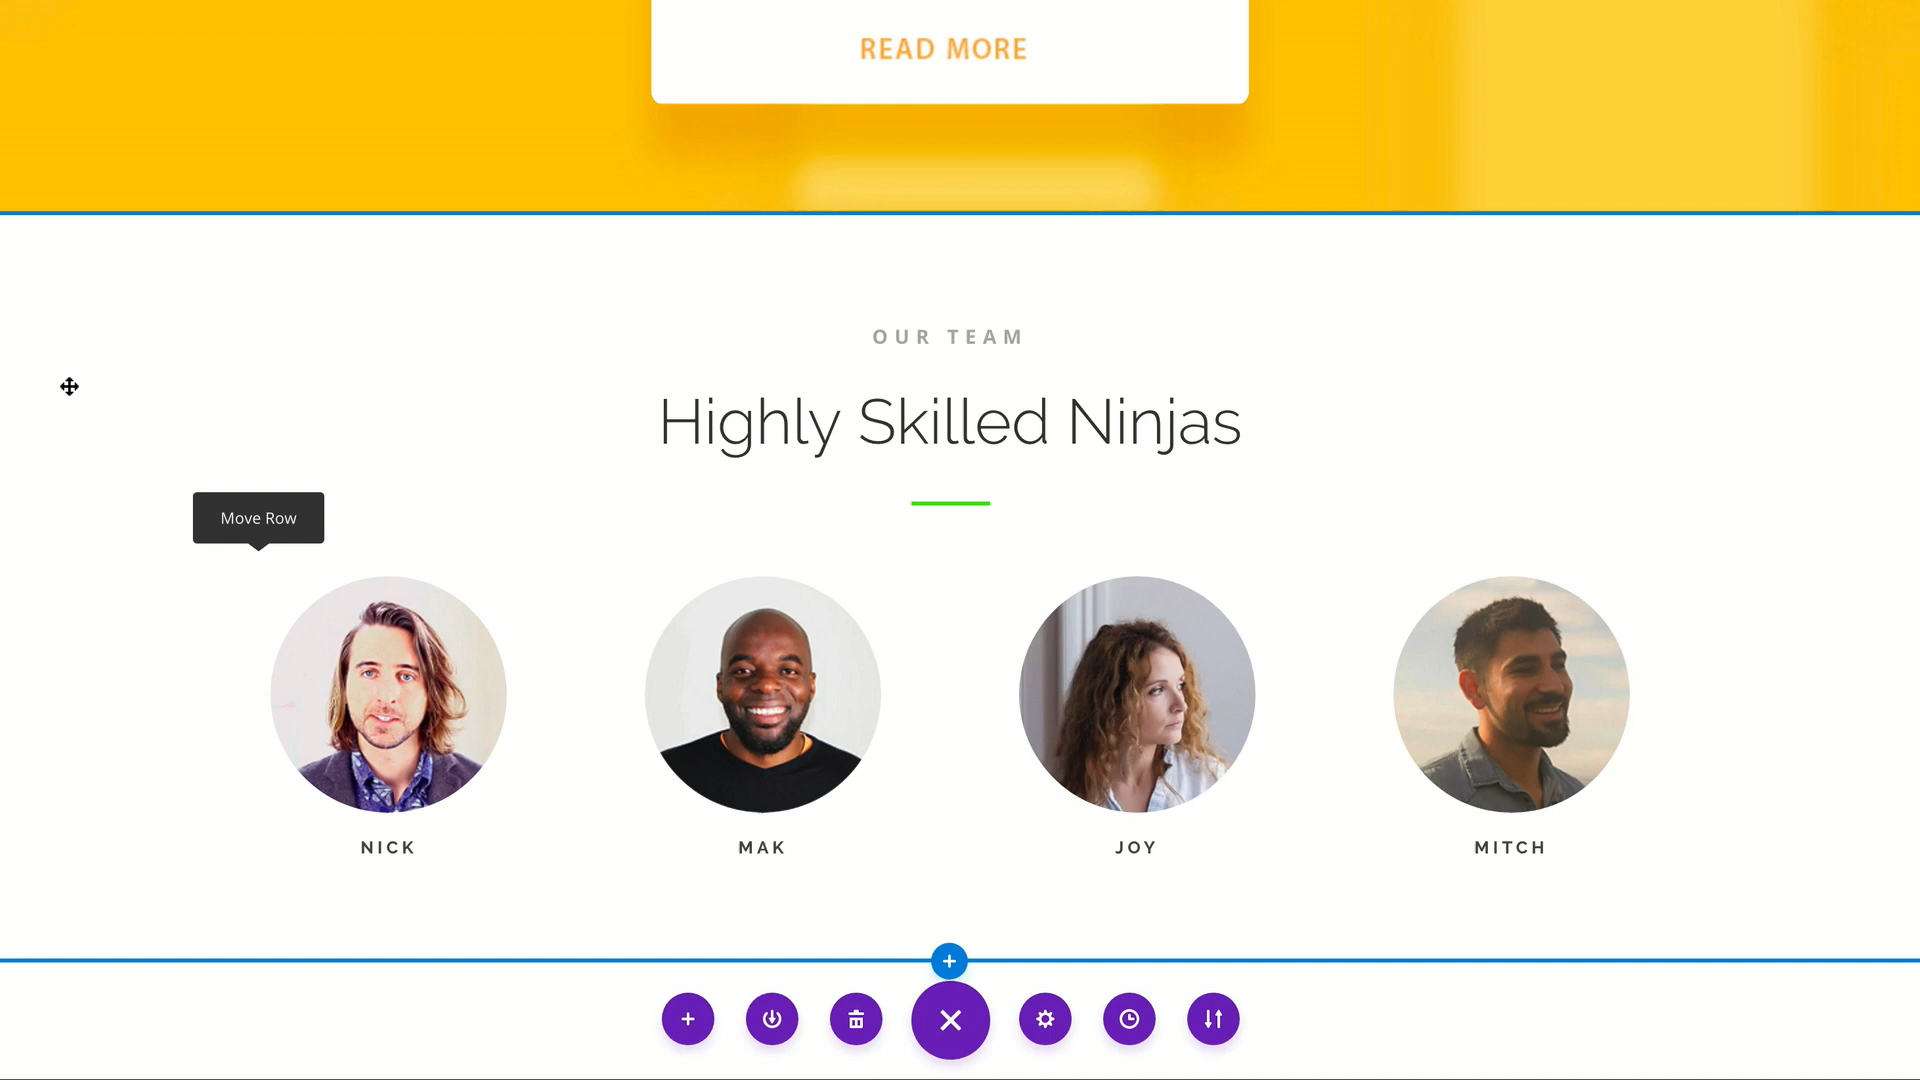 READ MORE
OUR TEAM
Highly Skilled Ninjas
Move Row
NICK
MAK
JOY
MITCH